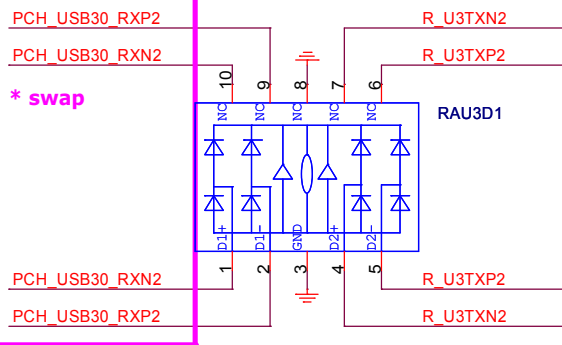 PCH_USB30_RXP2
R_U3TXN2
PCH_USB30_RXN2
R_U3TXP2
* swap
10
9
8
7
6
NC
NC
NC
NC
NC
RAU3D1
D1+
D1-
GND
D2+
D2-
1
2
3
4
5
PCH_USB30_RXN2
R_U3TXP2
PCH_USB30_RXP2
R_U3TXN2